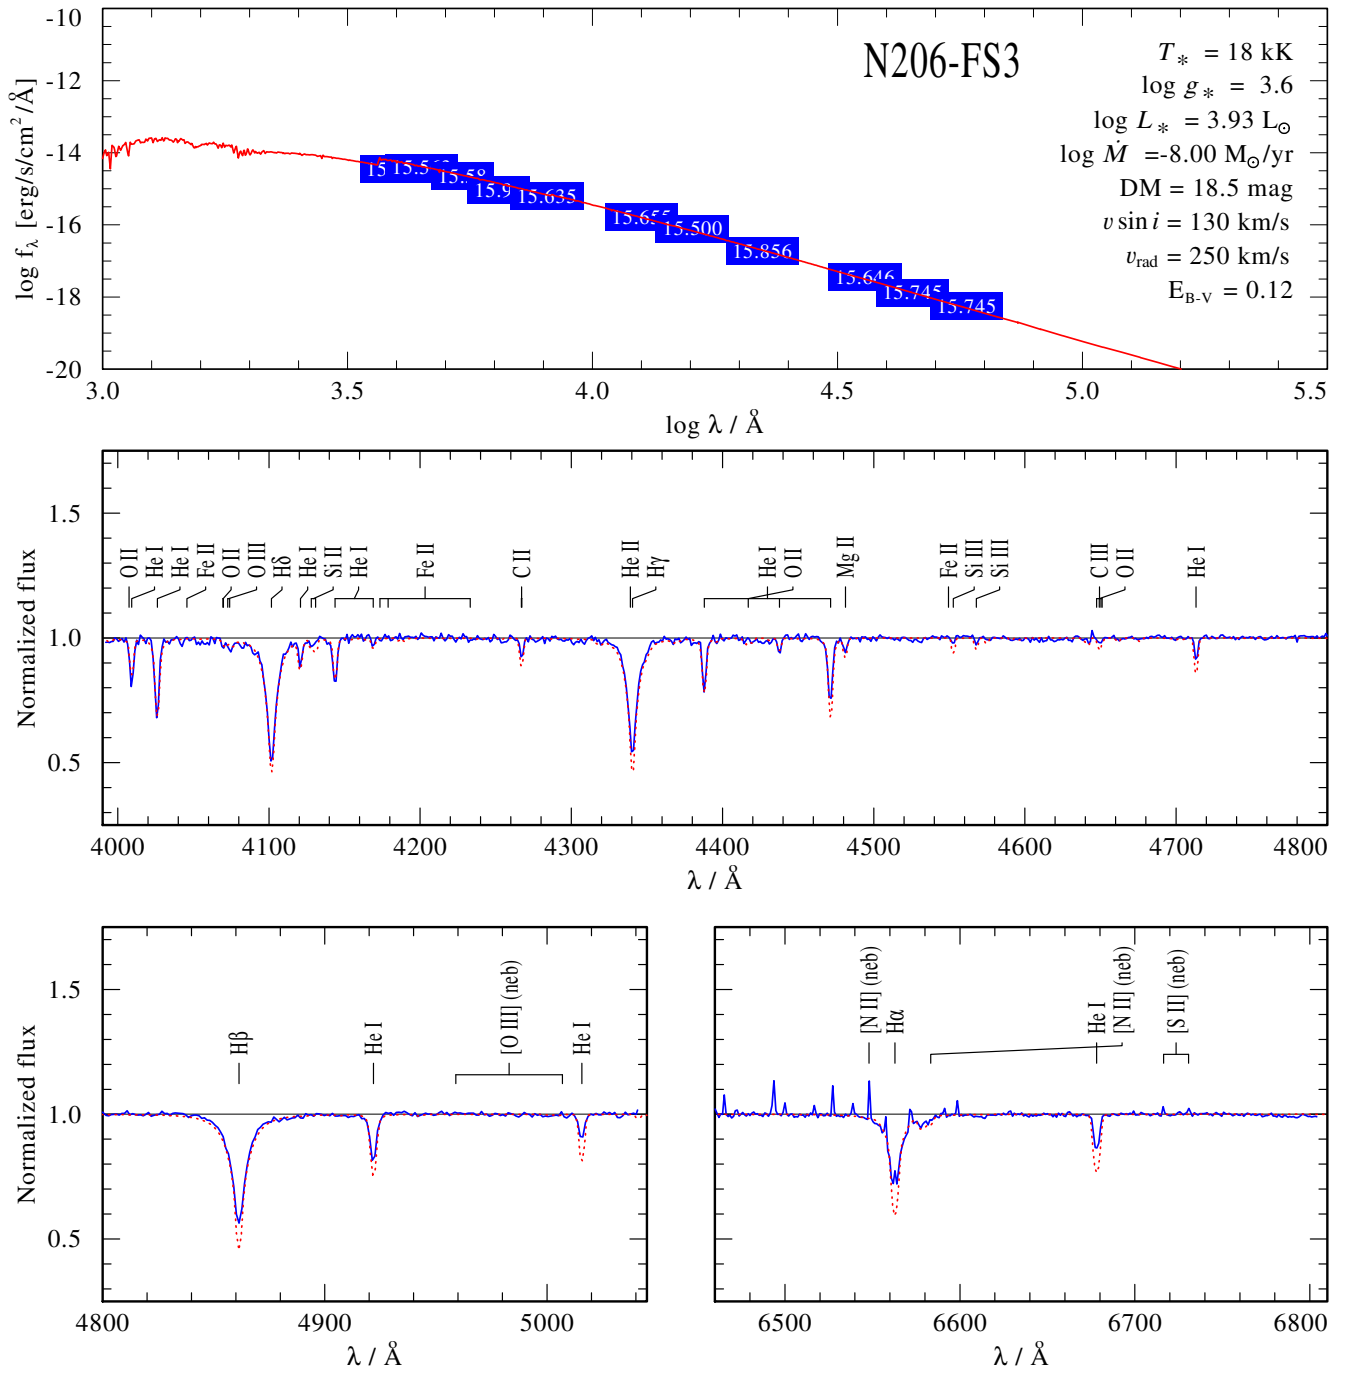 N206-FS3
T* = 18 kK
log g* = 3.6
log L* = 3.93 L⊙
log Ṁ =-8.00 M⊙/yr
DM = 18.5 mag
v sin i = 130 km/s
vrad = 250 km/s
EB-V = 0.12
log fλ [erg/s/cm²/Å]
-10
-12
-14
-16
-18
-20
15.58
15.635
15.655
15.500
15.856
15.646
15.745
15.745
3.0 3.5 4.0 4.5 5.0 5.5
log λ / Å
Normalized flux
1.5
1.0
0.5
O II He I He I Fe II O II O III Hδ He I Si II He I Fe II C II He II Hγ He I O II Mg II Fe II Si III Si III C III O II He I
4000 4100 4200 4300 4400 4500 4600 4700 4800
λ / Å
Normalized flux
1.5
1.0
0.5
Hβ He I [O III] (neb) He I
4800 4900 5000
λ / Å
[N II] (neb) Hα He I [N II] (neb) [S II] (neb)
6500 6600 6700 6800
λ / Å